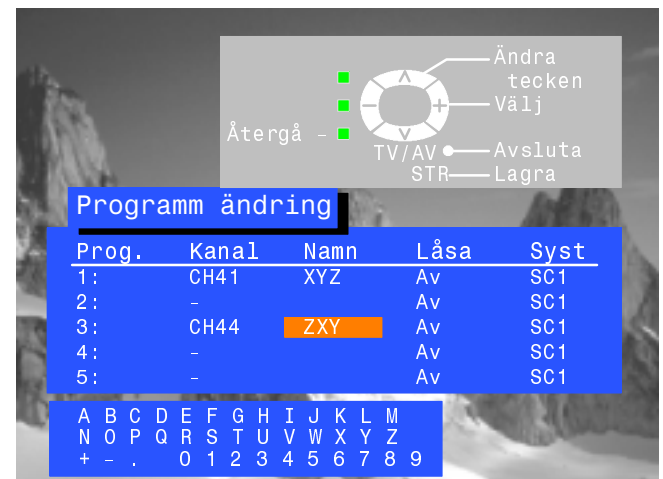 Ändra
tecken
Välj
Återgå -
TV/AV Avsluta
STR Lagra
Programm ändring
Prog. Kanal Namn Låsa Syst
1: CH41 XYZ Av SC1
2: - Av SC1
3: CH44 ZXY Av SC1
4: - Av SC1
5: - Av SC1
A B C D E F G H I J K L M
N O P Q R S T U V W X Y Z
+ - . 0 1 2 3 4 5 6 7 8 9